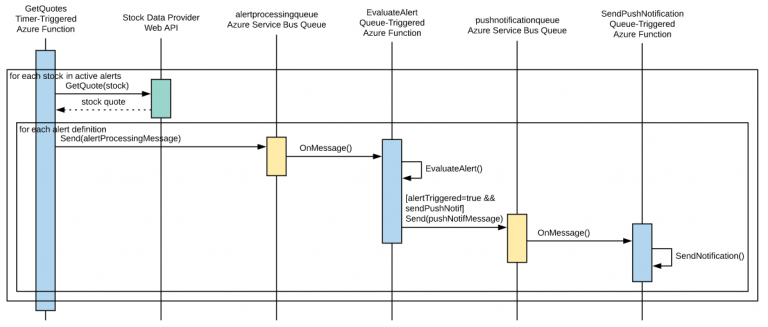 GetQuotes
Timer-Triggered
Azure Function
Stock Data Provider
Web API
alertprocessingqueue
Azure Service Bus Queue
EvaluateAlert
Queue-Triggered
Azure Function
pushnotificationqueue
Azure Service Bus Queue
SendPushNotification
Queue-Triggered
Azure Function
for each stock in active alerts
GetQuote(stock)
stock quote
for each alert definition
Send(alertProcessingMessage)
OnMessage()
EvaluateAlert()
[alertTriggered=true &&
sendPushNotif]
Send(pushNotifMessage)
OnMessage()
SendNotification()